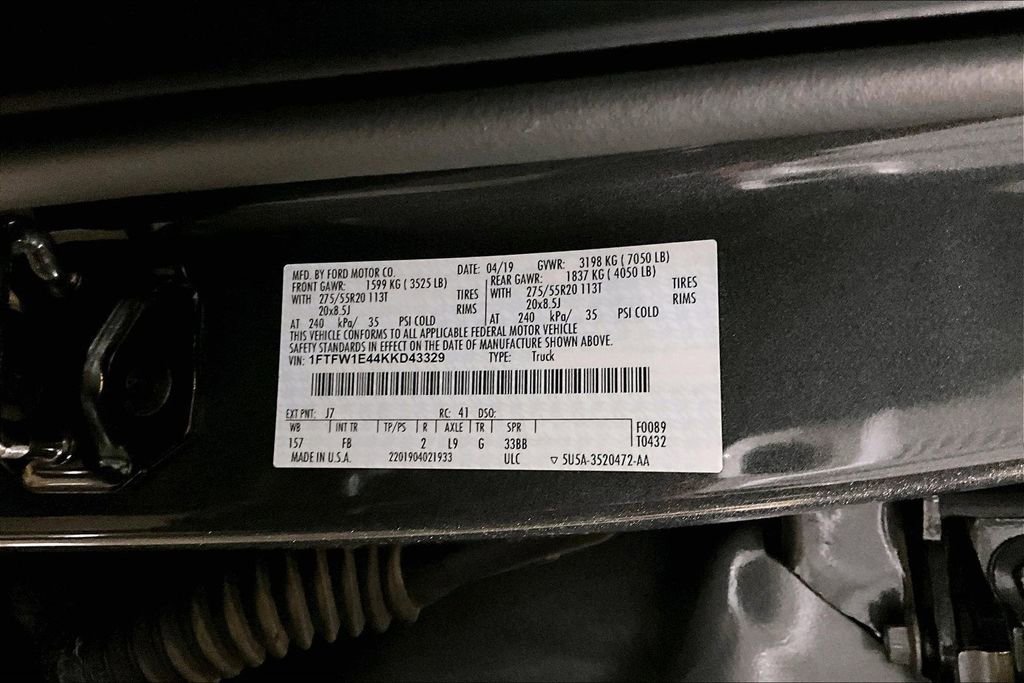 MFD. BY FORD MOTOR CO. DATE: 04/19 GVWR: 3198 KG ( 7050 LB)
FRONT GAWR: 1599 KG ( 3525 LB) REAR GAWR: 1837 KG ( 4050 LB)
WITH 275/55R20 113T TIRES WITH 275/55R20 113T TIRES
20x8.5J RIMS 20x8.5J RIMS
AT 240 kPa/ 35 PSI COLD AT 240 kPa/ 35 PSI COLD
THIS VEHICLE CONFORMS TO ALL APPLICABLE FEDERAL MOTOR VEHICLE
SAFETY STANDARDS IN EFFECT ON THE DATE OF MANUFACTURE SHOWN ABOVE.
VIN: 1FTFW1E44KKD43329 TYPE: Truck
EXT PNT: J7 RC: 41 DSO:
WB INT TR TP/PS R AXLE TR SPR F0089
157 FB 2 L9 G 33BB T0432
MADE IN U.S.A. 2201904021933 ULC ▽ 5U5A-3520472-AA